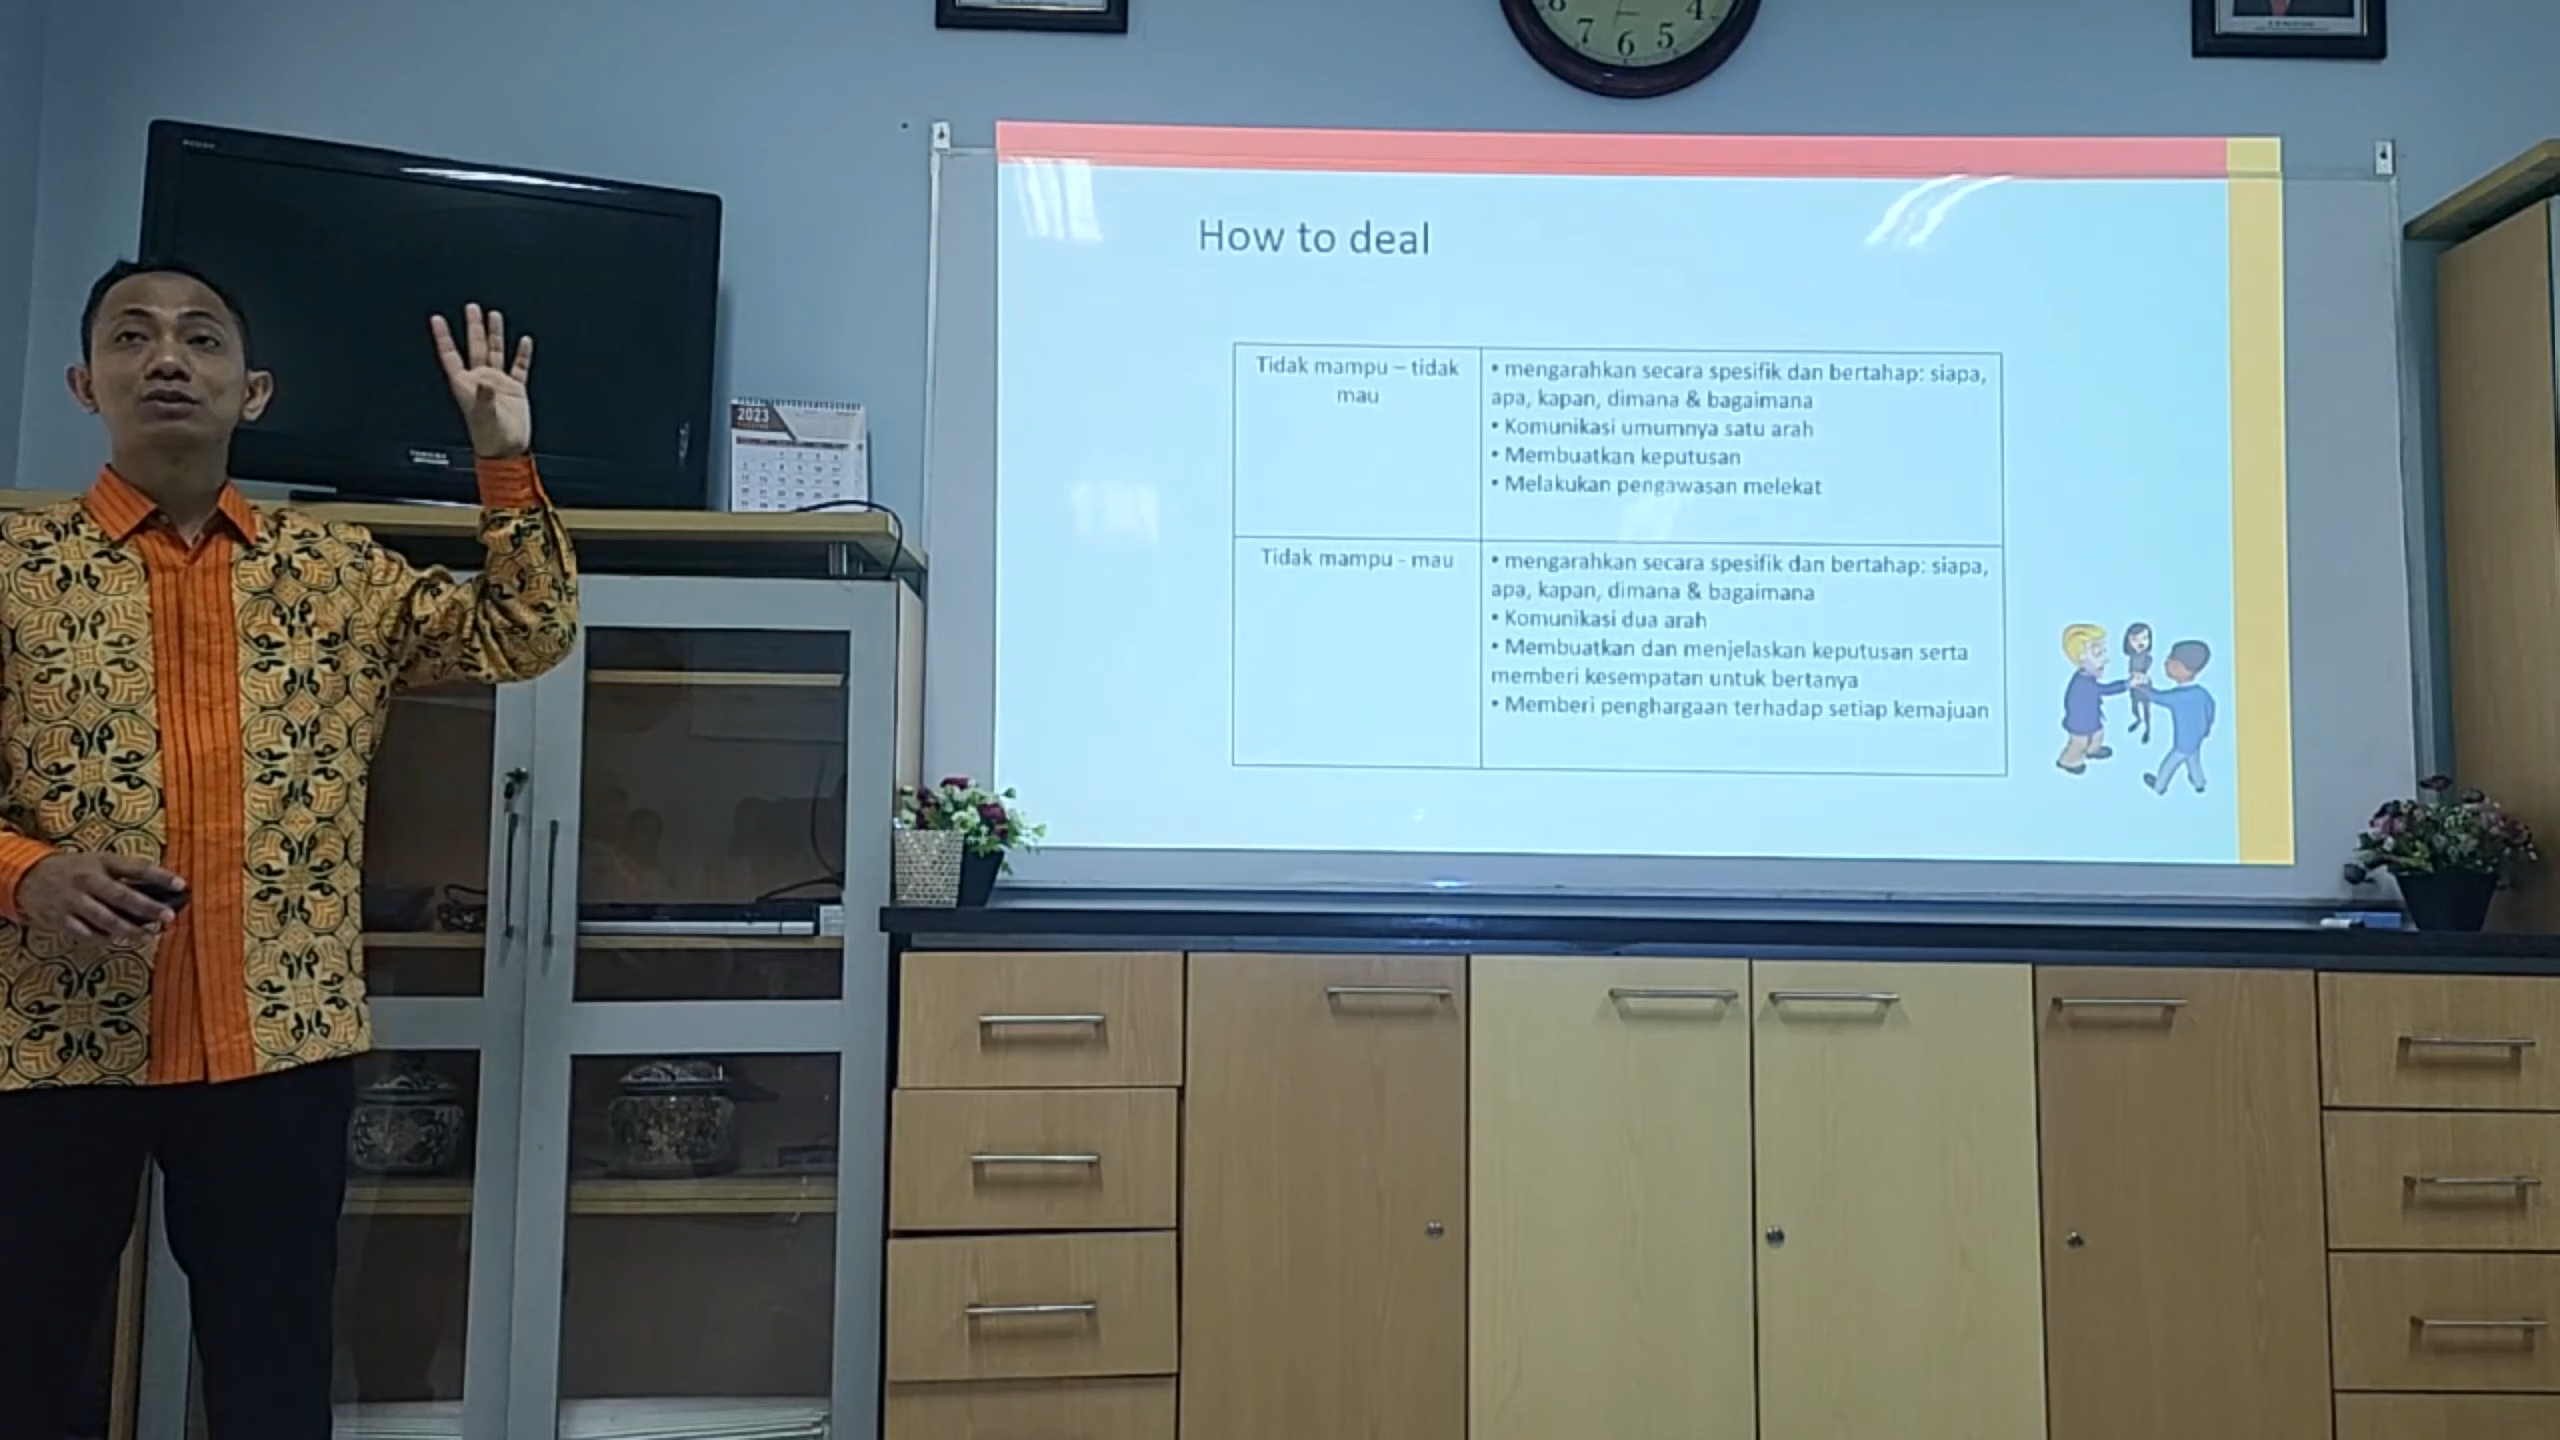 8 7 6 5 4
TOSHIBA
2023
How to deal
Tidak mampu – tidak
mau
• mengarahkan secara spesifik dan bertahap: siapa,
apa, kapan, dimana & bagaimana
• Komunikasi umumnya satu arah
• Membuatkan keputusan
• Melakukan pengawasan melekat
Tidak mampu - mau
• mengarahkan secara spesifik dan bertahap: siapa,
apa, kapan, dimana & bagaimana
• Komunikasi dua arah
• Membuatkan dan menjelaskan keputusan serta
memberi kesempatan untuk bertanya
• Memberi penghargaan terhadap setiap kemajuan